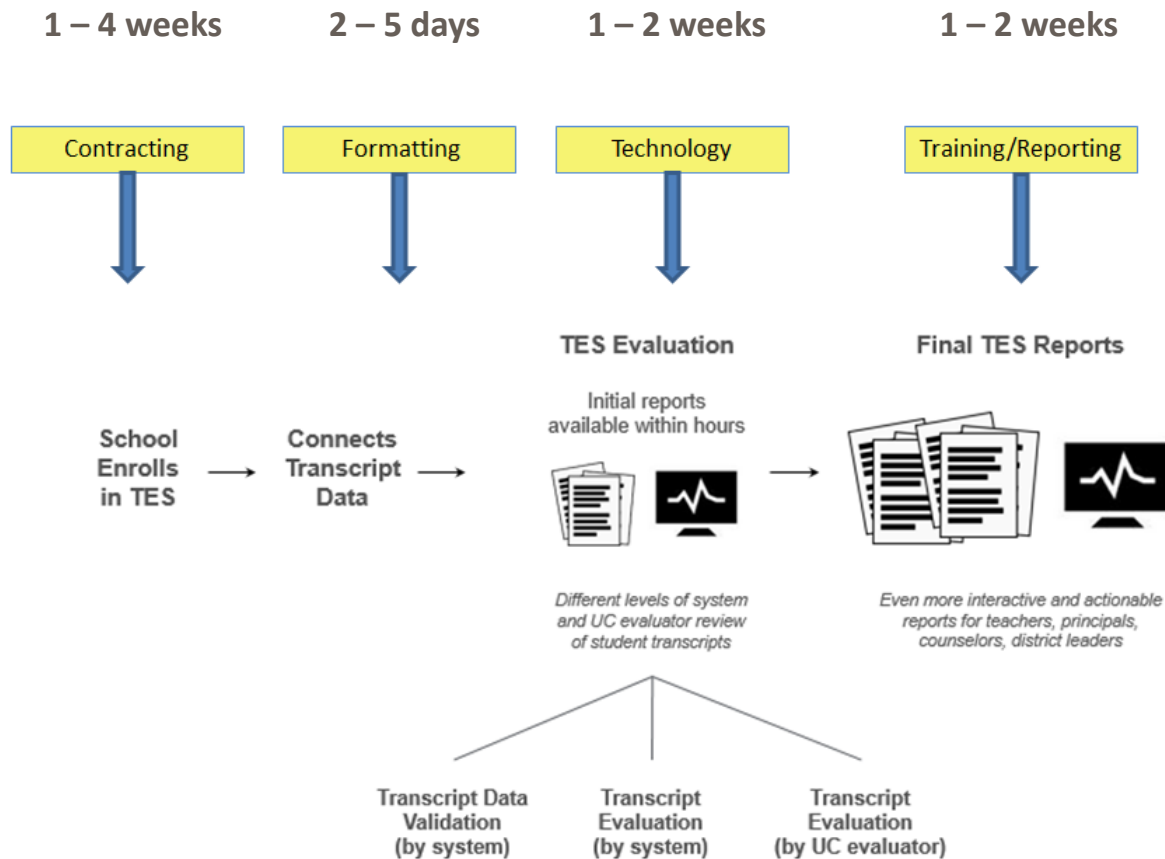 1 – 4 weeks
2 – 5 days
1 – 2 weeks
1 – 2 weeks
Contracting
Formatting
Technology
Training/Reporting
School
Enrolls
in TES
Connects
Transcript
Data
TES Evaluation
Initial reports
available within hours
Different levels of system
and UC evaluator review
of student transcripts
Final TES Reports
Even more interactive and actionable
reports for teachers, principals,
counselors, district leaders
Transcript Data
Validation
(by system)
Transcript
Evaluation
(by system)
Transcript
Evaluation
(by UC evaluator)